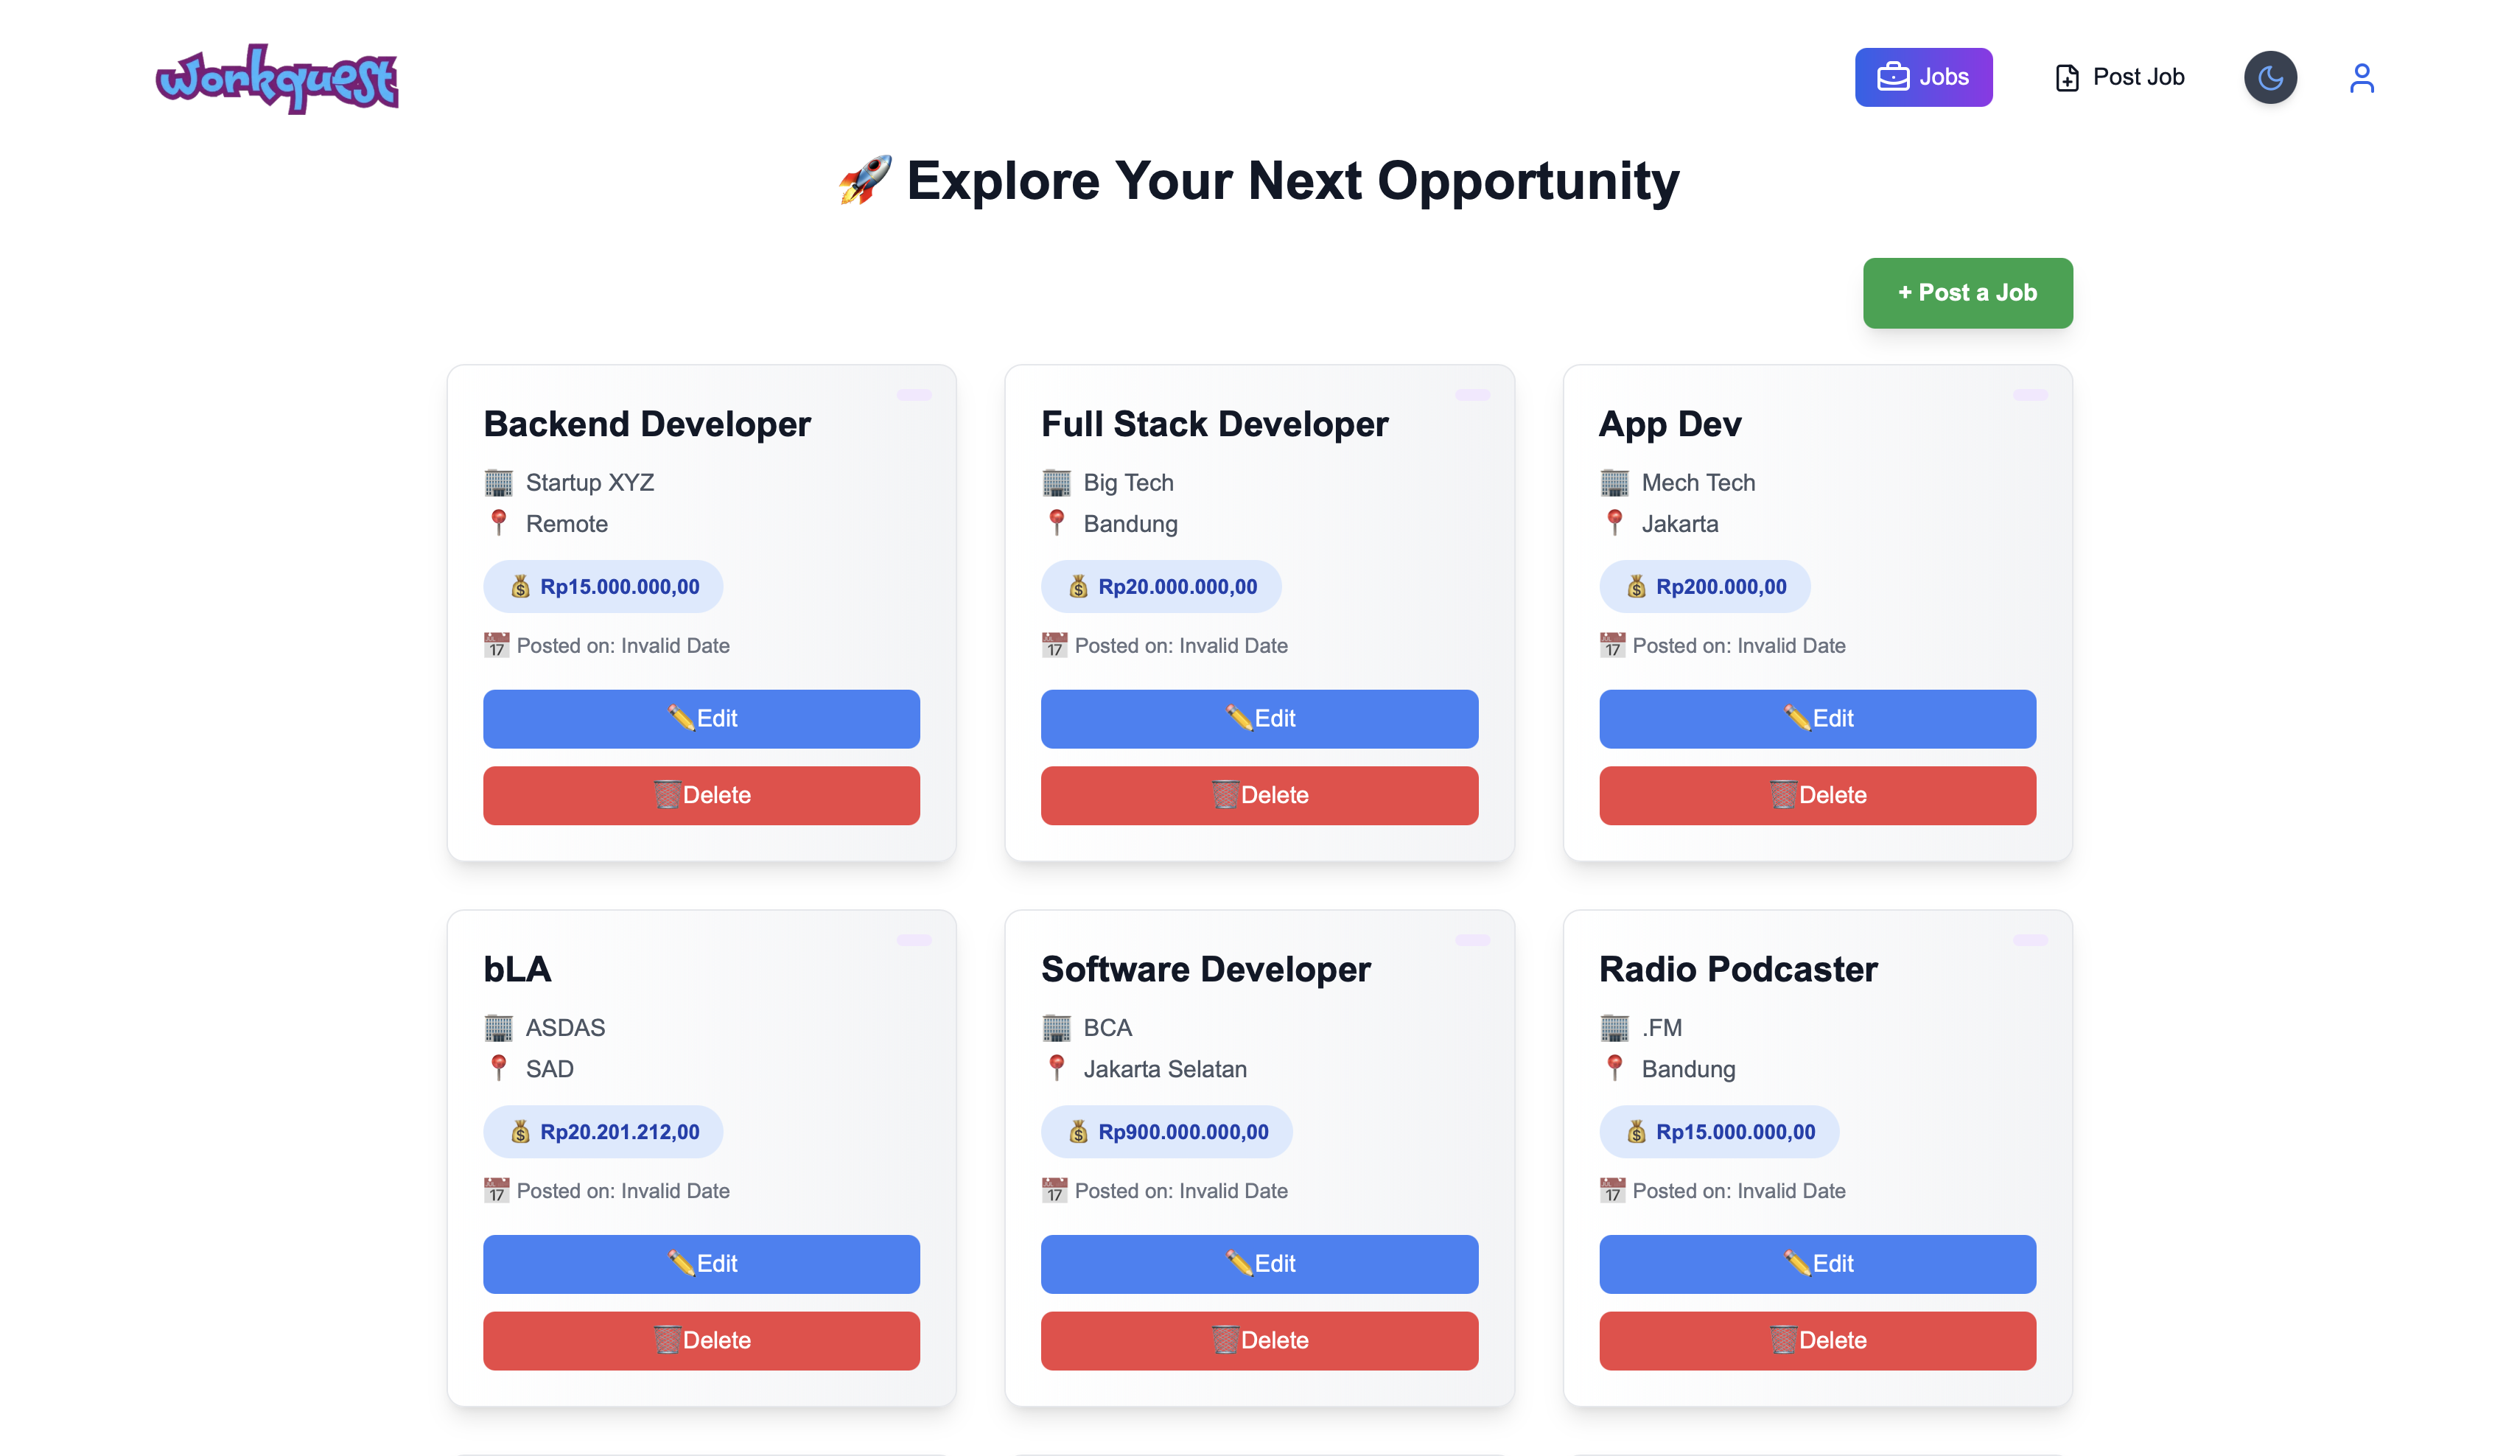 workquest
Jobs
Post Job
🚀 Explore Your Next Opportunity
+ Post a Job
Backend Developer
🏢 Startup XYZ
📍 Remote
💰 Rp15.000.000,00
📅 Posted on: Invalid Date
✏️Edit
🗑️Delete
Full Stack Developer
🏢 Big Tech
📍 Bandung
💰 Rp20.000.000,00
📅 Posted on: Invalid Date
✏️Edit
🗑️Delete
App Dev
🏢 Mech Tech
📍 Jakarta
💰 Rp200.000,00
📅 Posted on: Invalid Date
✏️Edit
🗑️Delete
bLA
🏢 ASDAS
📍 SAD
💰 Rp20.201.212,00
📅 Posted on: Invalid Date
✏️Edit
🗑️Delete
Software Developer
🏢 BCA
📍 Jakarta Selatan
💰 Rp900.000.000,00
📅 Posted on: Invalid Date
✏️Edit
🗑️Delete
Radio Podcaster
🏢 .FM
📍 Bandung
💰 Rp15.000.000,00
📅 Posted on: Invalid Date
✏️Edit
🗑️Delete